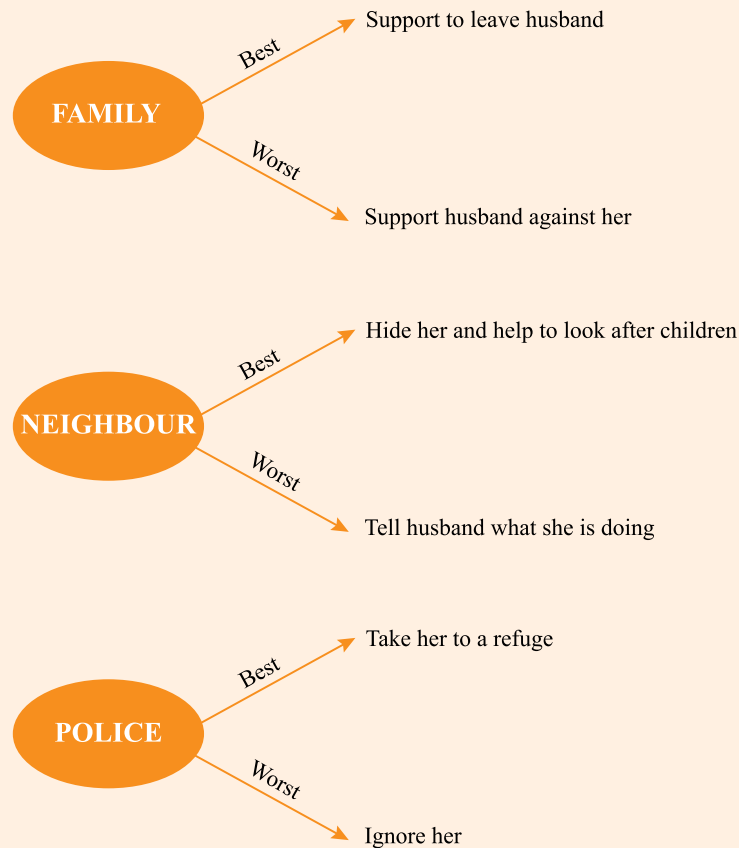 Support to leave husband
Best
FAMILY
Worst
Support husband against her
Hide her and help to look after children
Best
NEIGHBOUR
Worst
Tell husband what she is doing
Take her to a refuge
Best
POLICE
Worst
Ignore her